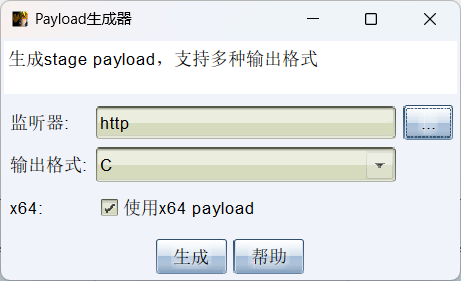 Payload生成器
生成stage payload，支持多种输出格式
监听器: http ...
输出格式: C
x64: 使用x64 payload
生成 帮助